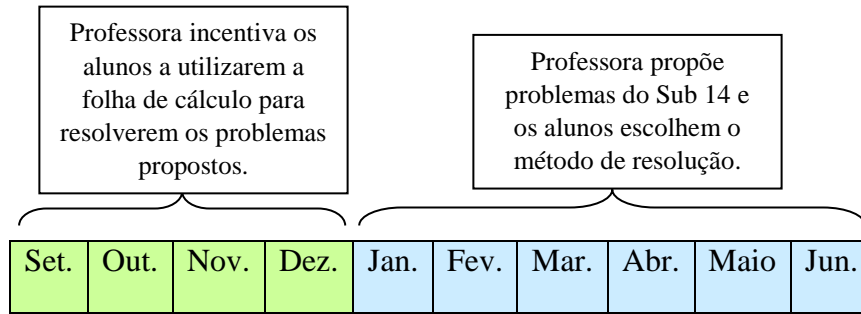 Professora incentiva os
alunos a utilizarem a
folha de cálculo para
resolverem os problemas
propostos.
Professora propõe
problemas do Sub 14 e
os alunos escolhem o
método de resolução.
Set. Out. Nov. Dez. Jan. Fev. Mar. Abr. Maio Jun.